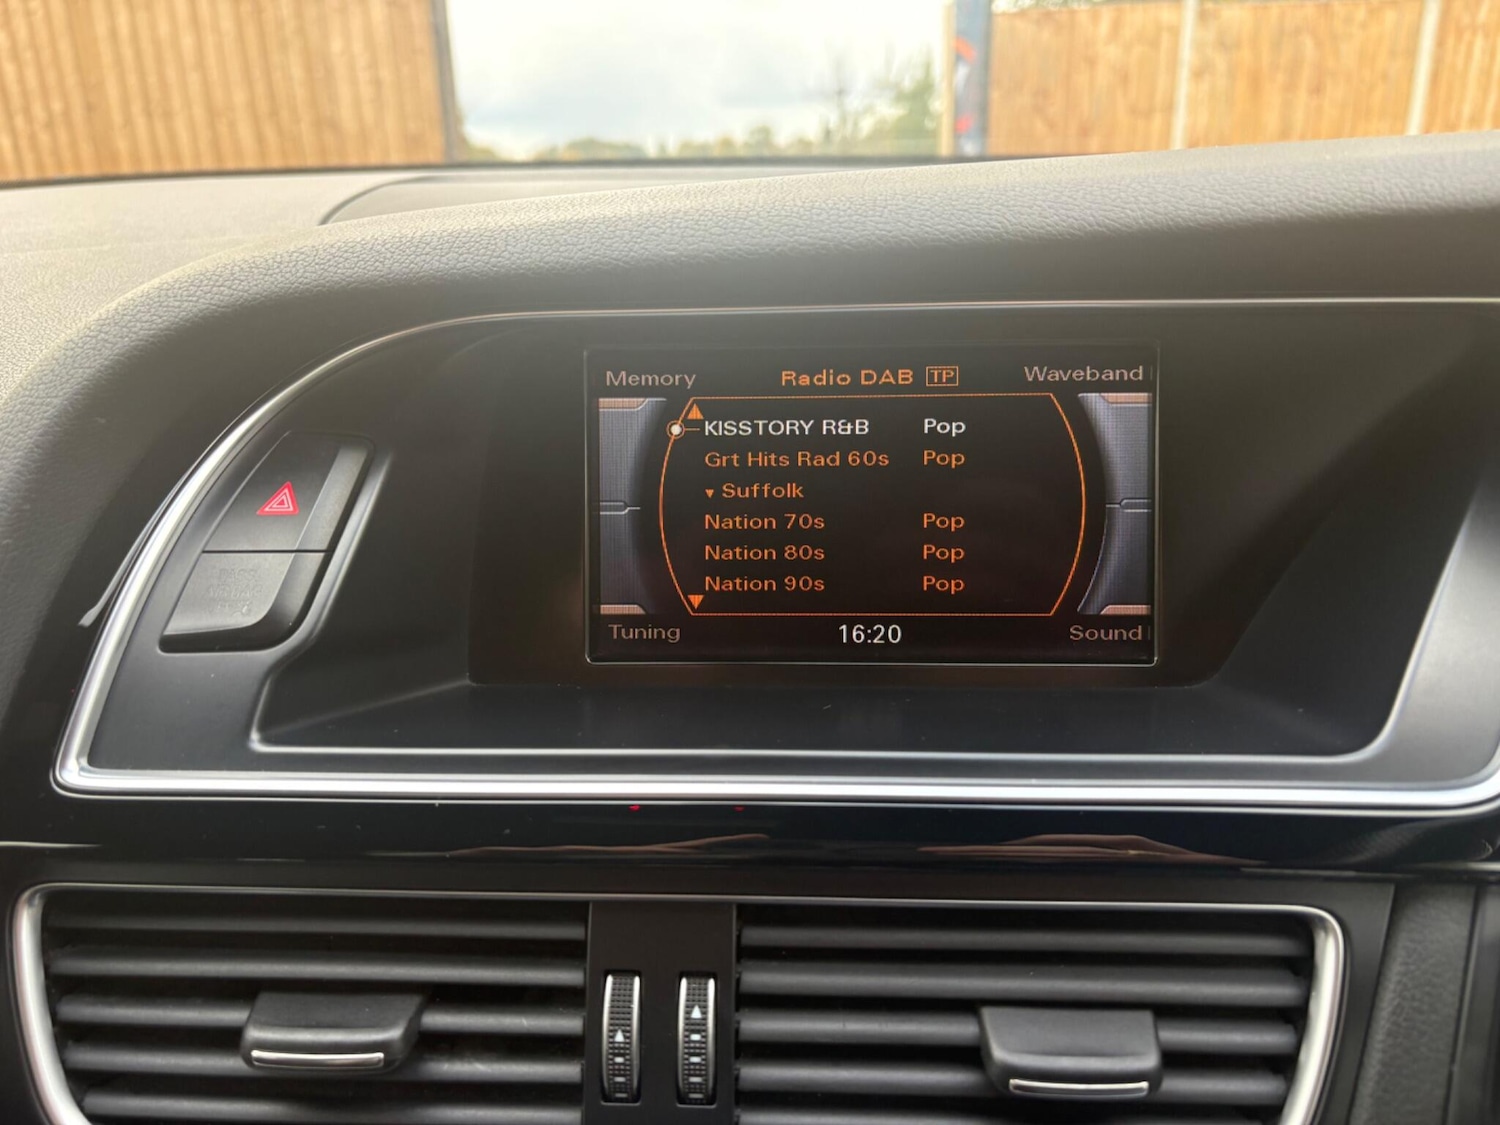 Memory Radio DAB TP Waveband
KISSTORY R&B Pop
Grt Hits Rad 60s Pop
Suffolk
Nation 70s Pop
Nation 80s Pop
Nation 90s Pop
Tuning 16:20 Sound